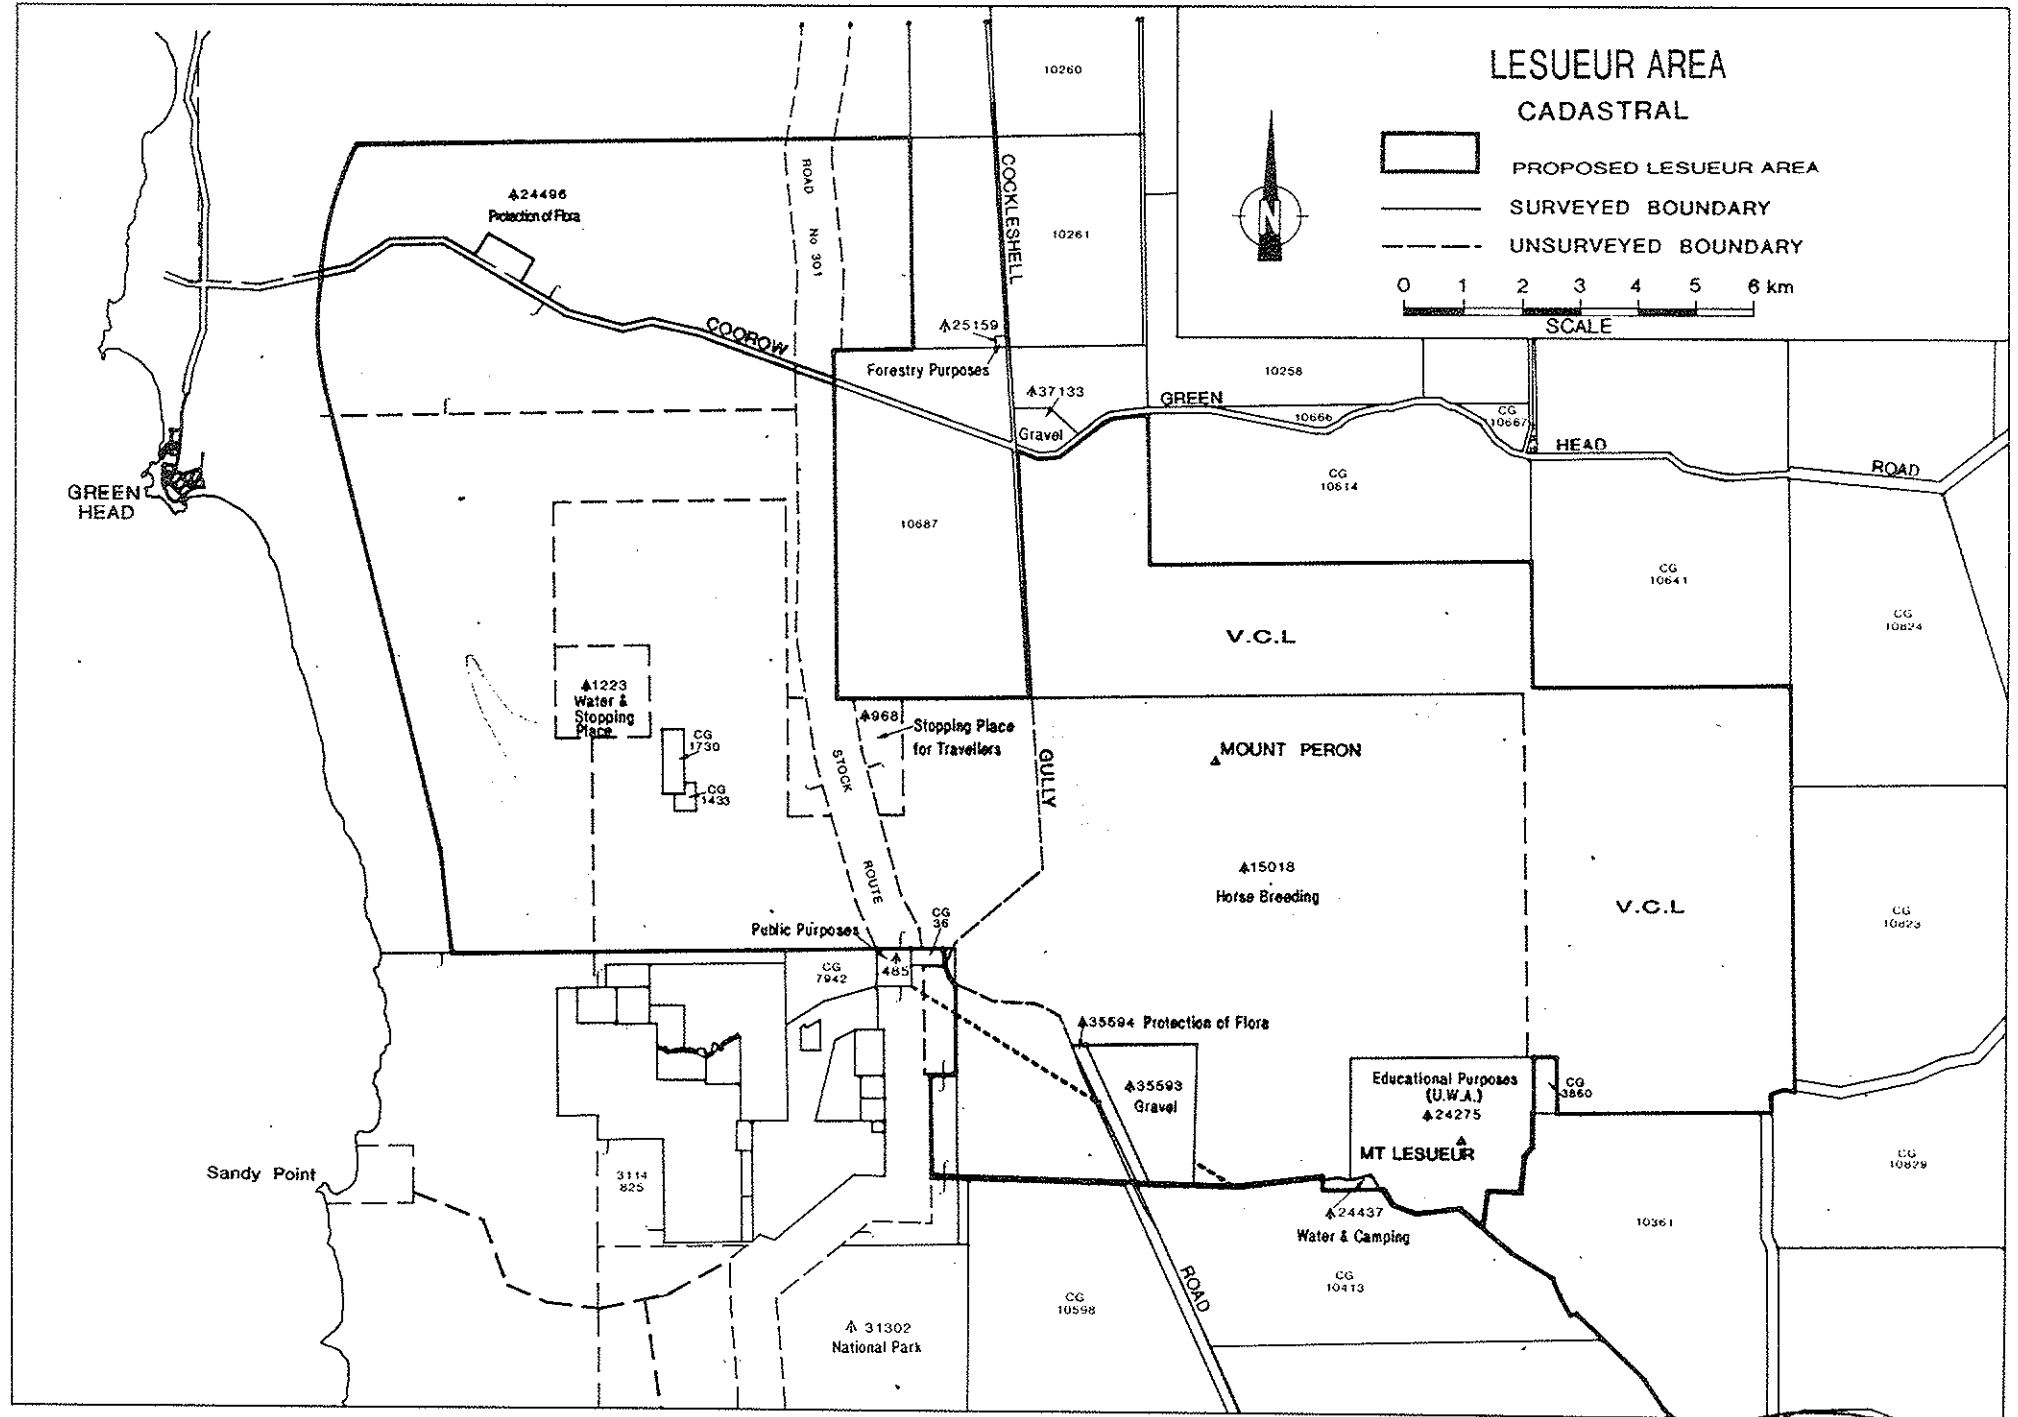 LESUEUR AREA
CADASTRAL
PROPOSED LESUEUR AREA
SURVEYED BOUNDARY
UNSURVEYED BOUNDARY
0 1 2 3 4 5 6 km
SCALE
N
10260
24496
Protection of Flora
ROAD No 301
COCKLESHELL
10261
25159
Forestry Purposes
COOROW
37133
Gravel
GREEN
10258
10666
CG
10667
HEAD
ROAD
GREEN
HEAD
CG
10614
10687
CG
10641
CG
10824
V.C.L
1223
Water &
Stopping
Place
CG
1730
CG
1433
968
Stopping Place
for Travellers
STOCK
GULLY
MOUNT PERON
15018
Horse Breeding
ROUTE
V.C.L
CG
10823
Public Purposes
CG
36
CG
7942
485
35594 Protection of Flora
35593
Gravel
Educational Purposes
(U.W.A.)
24275
CG
3860
MT LESUEUR
Sandy Point
3114
825
CG
10829
24437
Water & Camping
10361
CG
10413
ROAD
CG
10598
31302
National Park